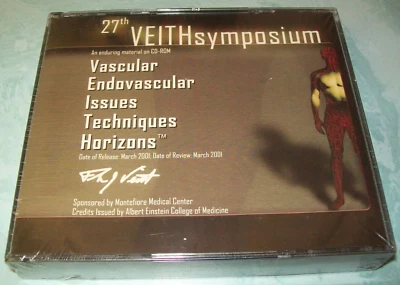 27th VEITHsymposium
An enduring material on CD-ROM
Vascular
Endovascular
Issues
Techniques
Horizons™
Date of Release: March 2001; Date of Review: March 2001
Sponsored by Montefiore Medical Center
Credits Issued by Albert Einstein College of Medicine